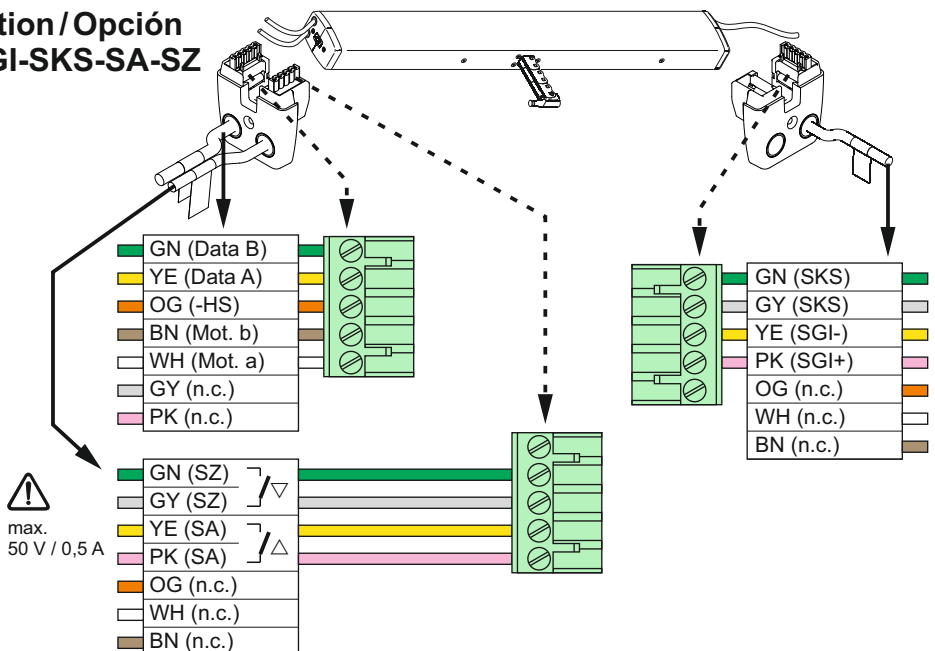 tion / Opción
GI-SKS-SA-SZ
GN (Data B)
YE (Data A)
OG (-HS)
BN (Mot. b)
WH (Mot. a)
GY (n.c.)
PK (n.c.)
GN (SKS)
GY (SKS)
YE (SGI-)
PK (SGI+)
OG (n.c.)
WH (n.c.)
BN (n.c.)
max.
50 V / 0,5 A
GN (SZ)
GY (SZ)
YE (SA)
PK (SA)
OG (n.c.)
WH (n.c.)
BN (n.c.)